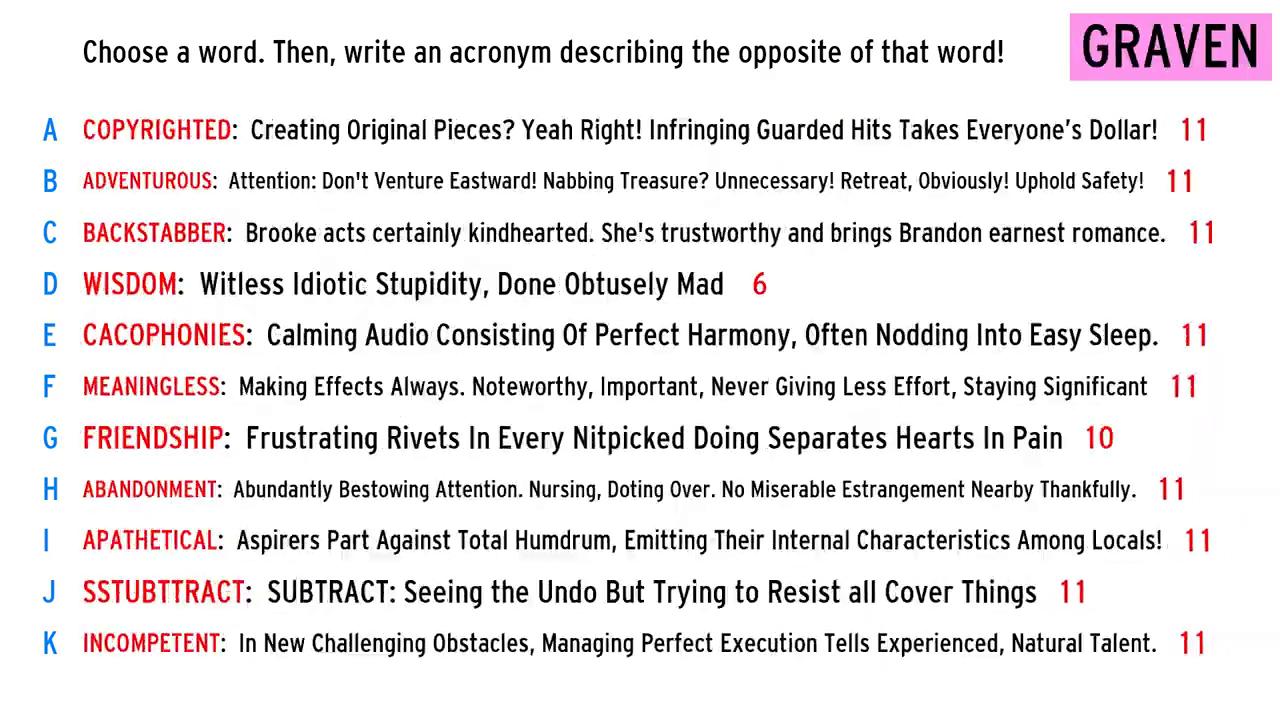 Choose a word. Then, write an acronym describing the opposite of that word!
GRAVEN
A COPYRIGHTED: Creating Original Pieces? Yeah Right! Infringing Guarded Hits Takes Everyone's Dollar! 11
B ADVENTUROUS: Attention: Don't Venture Eastward! Nabbing Treasure? Unnecessary! Retreat, Obviously! Uphold Safety! 11
C BACKSTABBER: Brooke acts certainly kindhearted. She's trustworthy and brings Brandon earnest romance. 11
D WISDOM: Witless Idiotic Stupidity, Done Obtusely Mad 6
E CACOPHONIES: Calming Audio Consisting Of Perfect Harmony, Often Nodding Into Easy Sleep. 11
F MEANINGLESS: Making Effects Always. Noteworthy, Important, Never Giving Less Effort, Staying Significant 11
G FRIENDSHIP: Frustrating Rivets In Every Nitpicked Doing Separates Hearts In Pain 10
H ABANDONMENT: Abundantly Bestowing Attention. Nursing, Doting Over. No Miserable Estrangement Nearby Thankfully. 11
I APATHETICAL: Aspirers Part Against Total Humdrum, Emitting Their Internal Characteristics Among Locals! 11
J SSTUBTTRACT: SUBTRACT: Seeing the Undo But Trying to Resist all Cover Things 11
K INCOMPETENT: In New Challenging Obstacles, Managing Perfect Execution Tells Experienced, Natural Talent. 11